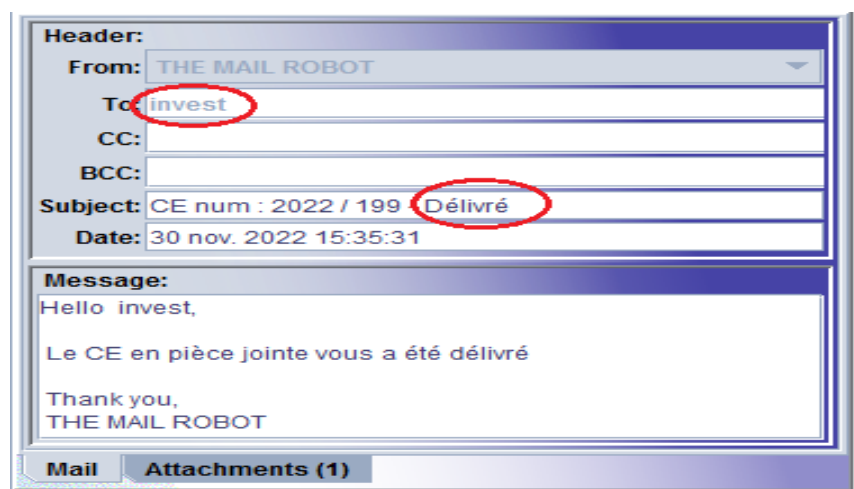 Header:
From: THE MAIL ROBOT
To: invest
CC:
BCC:
Subject: CE num : 2022 / 199 - Délivré
Date: 30 nov. 2022 15:35:31
Message:
Hello invest,
Le CE en pièce jointe vous a été délivré
Thank you,
THE MAIL ROBOT
Mail Attachments (1)